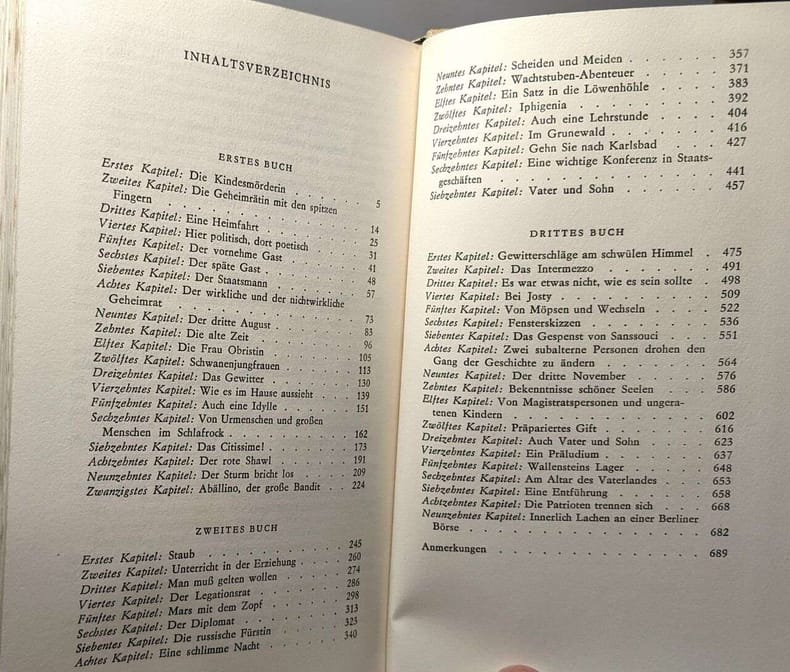 INHALTSVERZEICHNIS
ERSTES BUCH
Erstes Kapitel: Die Kindesmörderin . . . . . . 5
Zweites Kapitel: Die Geheimrätin mit den spitzen
Fingern . . . . . . . . . . . 14
Drittes Kapitel: Eine Heimfahrt . . . . . . . 25
Viertes Kapitel: Hier politisch, dort poetisch . . . . 31
Fünftes Kapitel: Der vornehme Gast . . . . . . 41
Sechstes Kapitel: Der späte Gast . . . . . . . 48
Siebentes Kapitel: Der Staatsmann . . . . . . 57
Achtes Kapitel: Der wirkliche und der nichtwirkliche
Geheimrat . . . . . . . . . . 73
Neuntes Kapitel: Der dritte August . . . . . . 83
Zehntes Kapitel: Die alte Zeit . . . . . . . 96
Elftes Kapitel: Die Frau Obristin . . . . . . 105
Zwölftes Kapitel: Schwanenjungfrauen . . . . . 113
Dreizehntes Kapitel: Das Gewitter . . . . . . 130
Vierzehntes Kapitel: Wie es im Hause aussieht . . . 139
Fünfzehntes Kapitel: Auch eine Idylle . . . . . 151
Sechzehntes Kapitel: Von Urmenschen und großen
Menschen im Schlafrock . . . . . . . . 162
Siebzehntes Kapitel: Das Citissime! . . . . . . 173
Achtzehntes Kapitel: Der rote Shawl . . . . . . 191
Neunzehntes Kapitel: Der Sturm bricht los . . . . 209
Zwanzigstes Kapitel: Abällino, der große Bandit . . 224
ZWEITES BUCH
Erstes Kapitel: Staub . . . . . . . . . . 245
Zweites Kapitel: Unterricht in der Erziehung . . . . 260
Drittes Kapitel: Man muß gelten wollen . . . . . 274
Viertes Kapitel: Der Legationsrat . . . . . . 286
Fünftes Kapitel: Mars mit dem Zopf . . . . . . 298
Sechstes Kapitel: Der Diplomat . . . . . . . 313
Siebentes Kapitel: Die russische Fürstin . . . . . 323
Achtes Kapitel: Eine schlimme Nacht . . . . . . 340
Neuntes Kapitel: Scheiden und Meiden . . . . . 357
Zehntes Kapitel: Wachtstuben-Abenteuer . . . . 371
Elftes Kapitel: Ein Satz in die Löwenhöhle . . . . 383
Zwölftes Kapitel: Iphigenia . . . . . . . . 392
Dreizehntes Kapitel: Auch eine Lehrstunde . . . . 404
Vierzehntes Kapitel: Im Grunewald . . . . . . 416
Fünfzehntes Kapitel: Gehn Sie nach Karlsbad . . . 427
Sechzehntes Kapitel: Eine wichtige Konferenz in Staats-
geschäften . . . . . . . . . . . 441
Siebzehntes Kapitel: Vater und Sohn . . . . . . 457
DRITTES BUCH
Erstes Kapitel: Gewitterschläge am schwülen Himmel . 475
Zweites Kapitel: Das Intermezzo . . . . . . . 491
Drittes Kapitel: Es war etwas nicht, wie es sein sollte . 498
Viertes Kapitel: Bei Josty . . . . . . . . 509
Fünftes Kapitel: Von Möpsen und Wechseln . . . . 522
Sechstes Kapitel: Fensterskizzen . . . . . . . 536
Siebentes Kapitel: Das Gespenst von Sanssouci . . . 551
Achtes Kapitel: Zwei subalterne Personen drohen den
Gang der Geschichte zu ändern . . . . . . 564
Neuntes Kapitel: Der dritte November . . . . . 576
Zehntes Kapitel: Bekenntnisse schöner Seelen . . . 586
Elftes Kapitel: Von Magistratspersonen und ungera-
tenen Kindern . . . . . . . . . . 602
Zwölftes Kapitel: Präpariertes Gift . . . . . . 616
Dreizehntes Kapitel: Auch Vater und Sohn . . . . 623
Vierzehntes Kapitel: Ein Präludium . . . . . . 637
Fünfzehntes Kapitel: Wallensteins Lager . . . . . 648
Sechzehntes Kapitel: Am Altar des Vaterlandes . . . 653
Siebzehntes Kapitel: Eine Entführung . . . . . 658
Achtzehntes Kapitel: Die Patrioten trennen sich . . . 668
Neunzehntes Kapitel: Innerlich Lachen an einer Berliner
Börse . . . . . . . . . . . . 682
Anmerkungen . . . . . . . . . . . 689